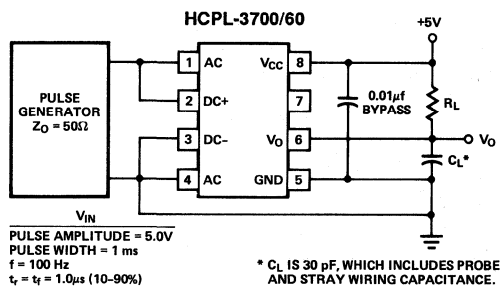 HCPL-3700/60
+5V
PULSE
GENERATOR
Z_O = 50Ω
1 AC
2 DC+
3 DC–
4 AC
V_CC 8
7
V_O 6
GND 5
0.01μf
BYPASS
R_L
V_O
C_L*
V_IN
PULSE AMPLITUDE = 5.0V
PULSE WIDTH = 1 ms
f = 100 Hz
t_r = t_f = 1.0μs (10–90%)
* C_L IS 30 pF, WHICH INCLUDES PROBE
AND STRAY WIRING CAPACITANCE.